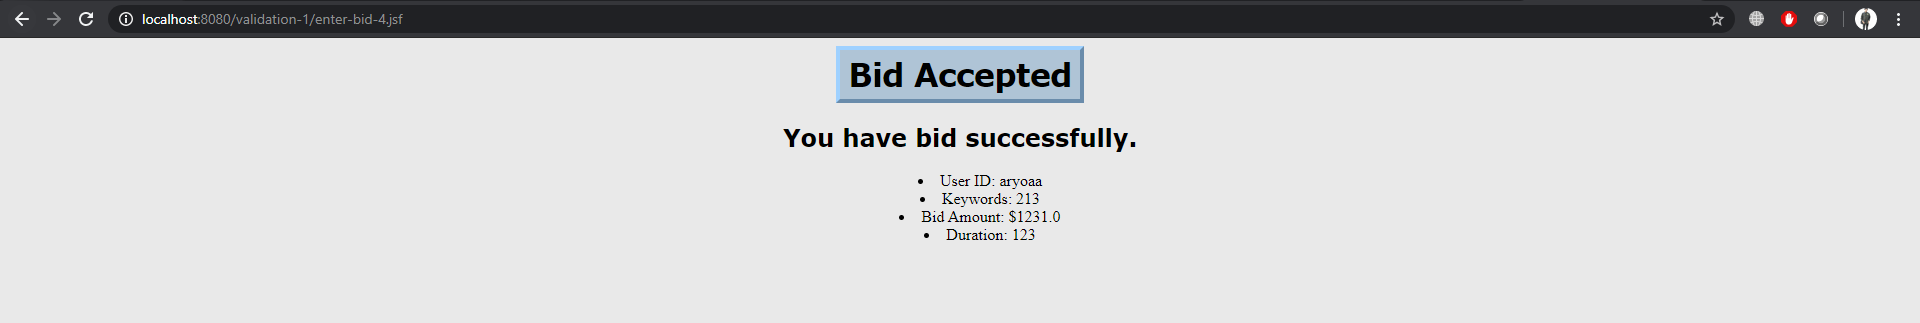 localhost:8080/validation-1/enter-bid-4.jsf
Bid Accepted
You have bid successfully.
• User ID: aryoaa
• Keywords: 213
• Bid Amount: $1231.0
• Duration: 123